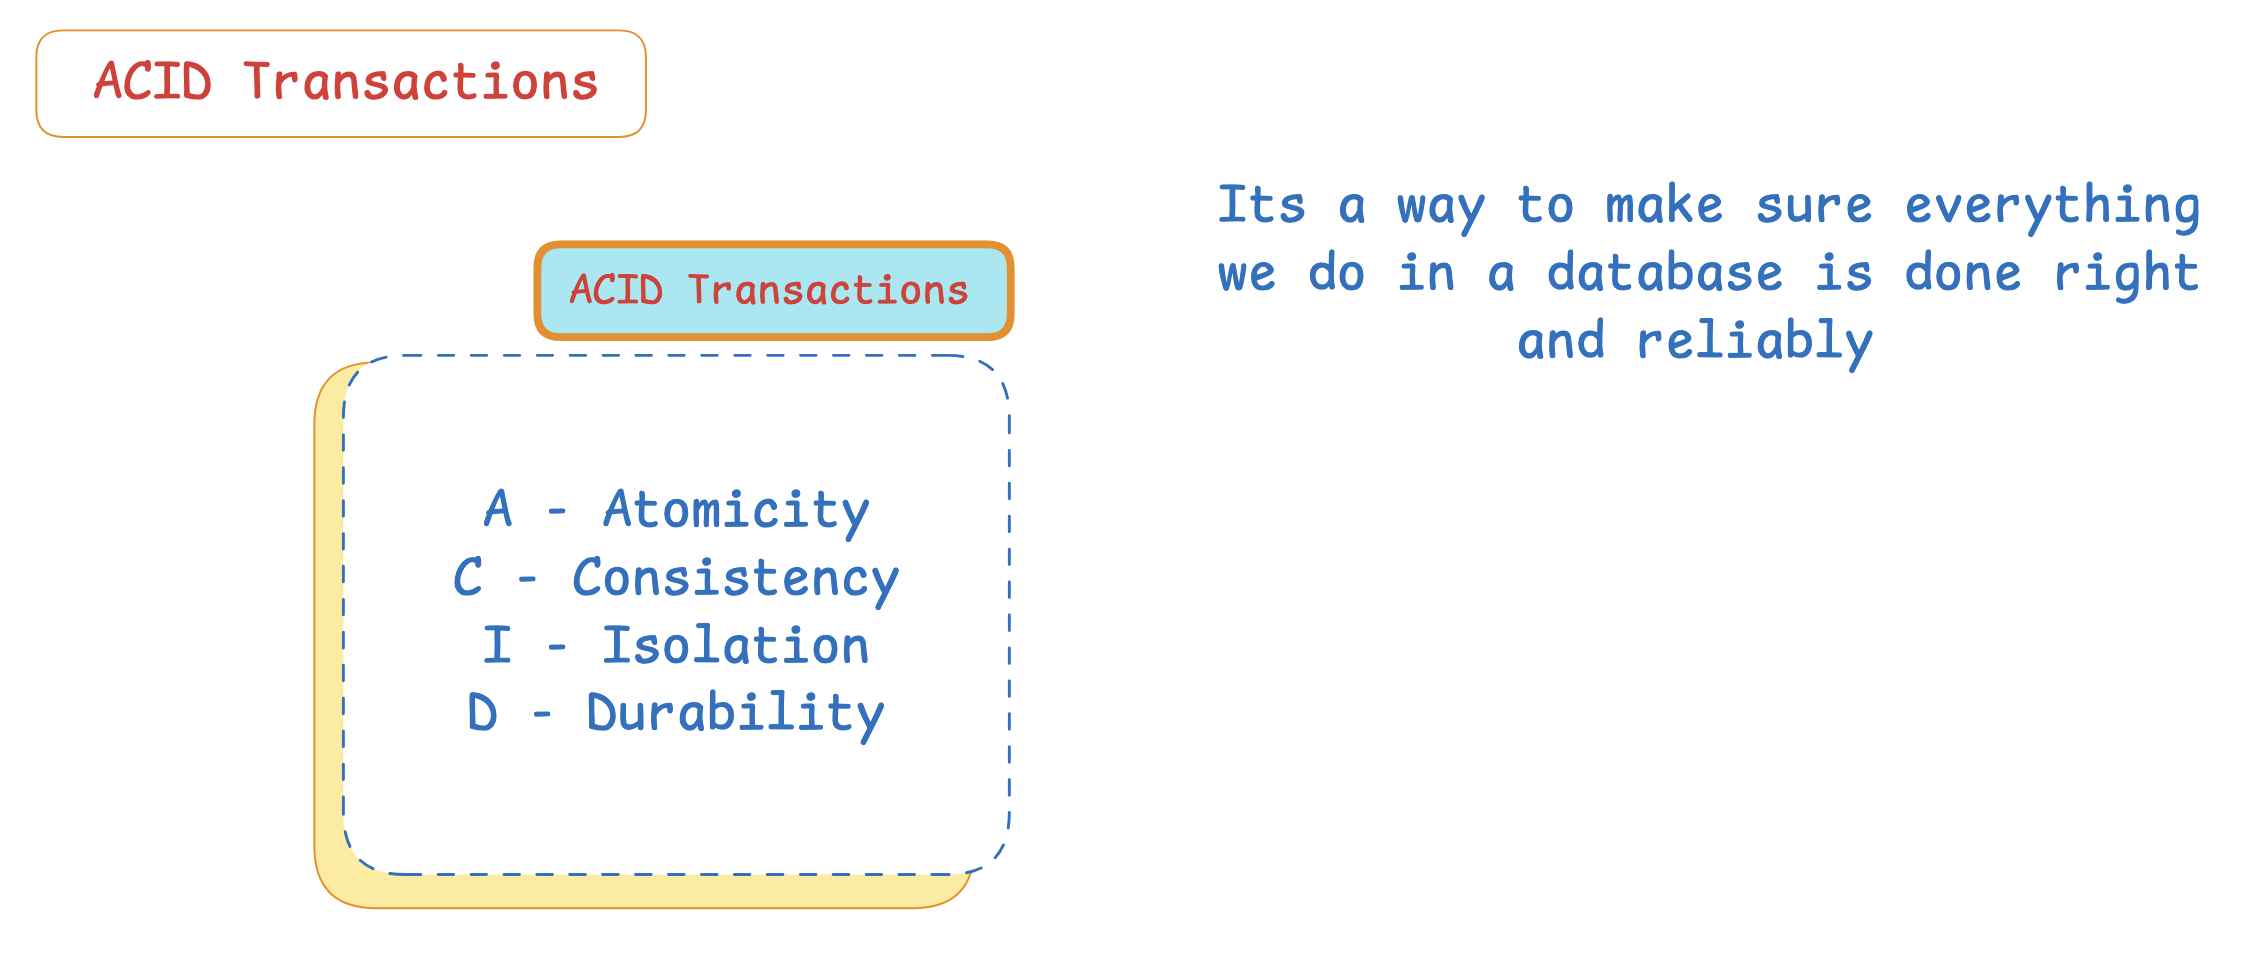 ACID Transactions
ACID Transactions
A - Atomicity
C - Consistency
I - Isolation
D - Durability
Its a way to make sure everything
we do in a database is done right
and reliably